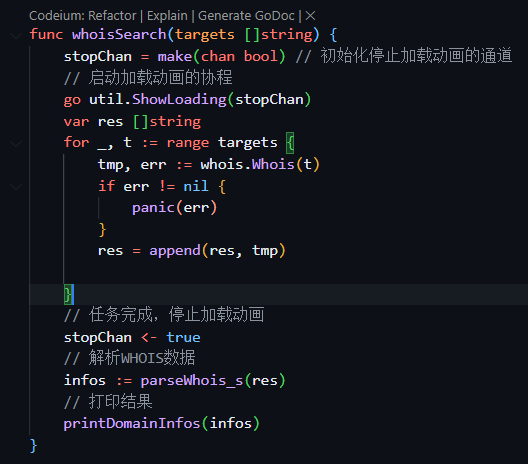 Codeium: Refactor | Explain | Generate GoDoc | ×
func whoisSearch(targets []string) {
    stopChan = make(chan bool) // 初始化停止加载动画的通道
    // 启动加载动画的协程
    go util.ShowLoading(stopChan)
    var res []string
    for _, t := range targets {
        tmp, err := whois.Whois(t)
        if err != nil {
            panic(err)
        }
        res = append(res, tmp)
    }
    // 任务完成，停止加载动画
    stopChan <- true
    // 解析WHOIS数据
    infos := parseWhois_s(res)
    // 打印结果
    printDomainInfos(infos)
}